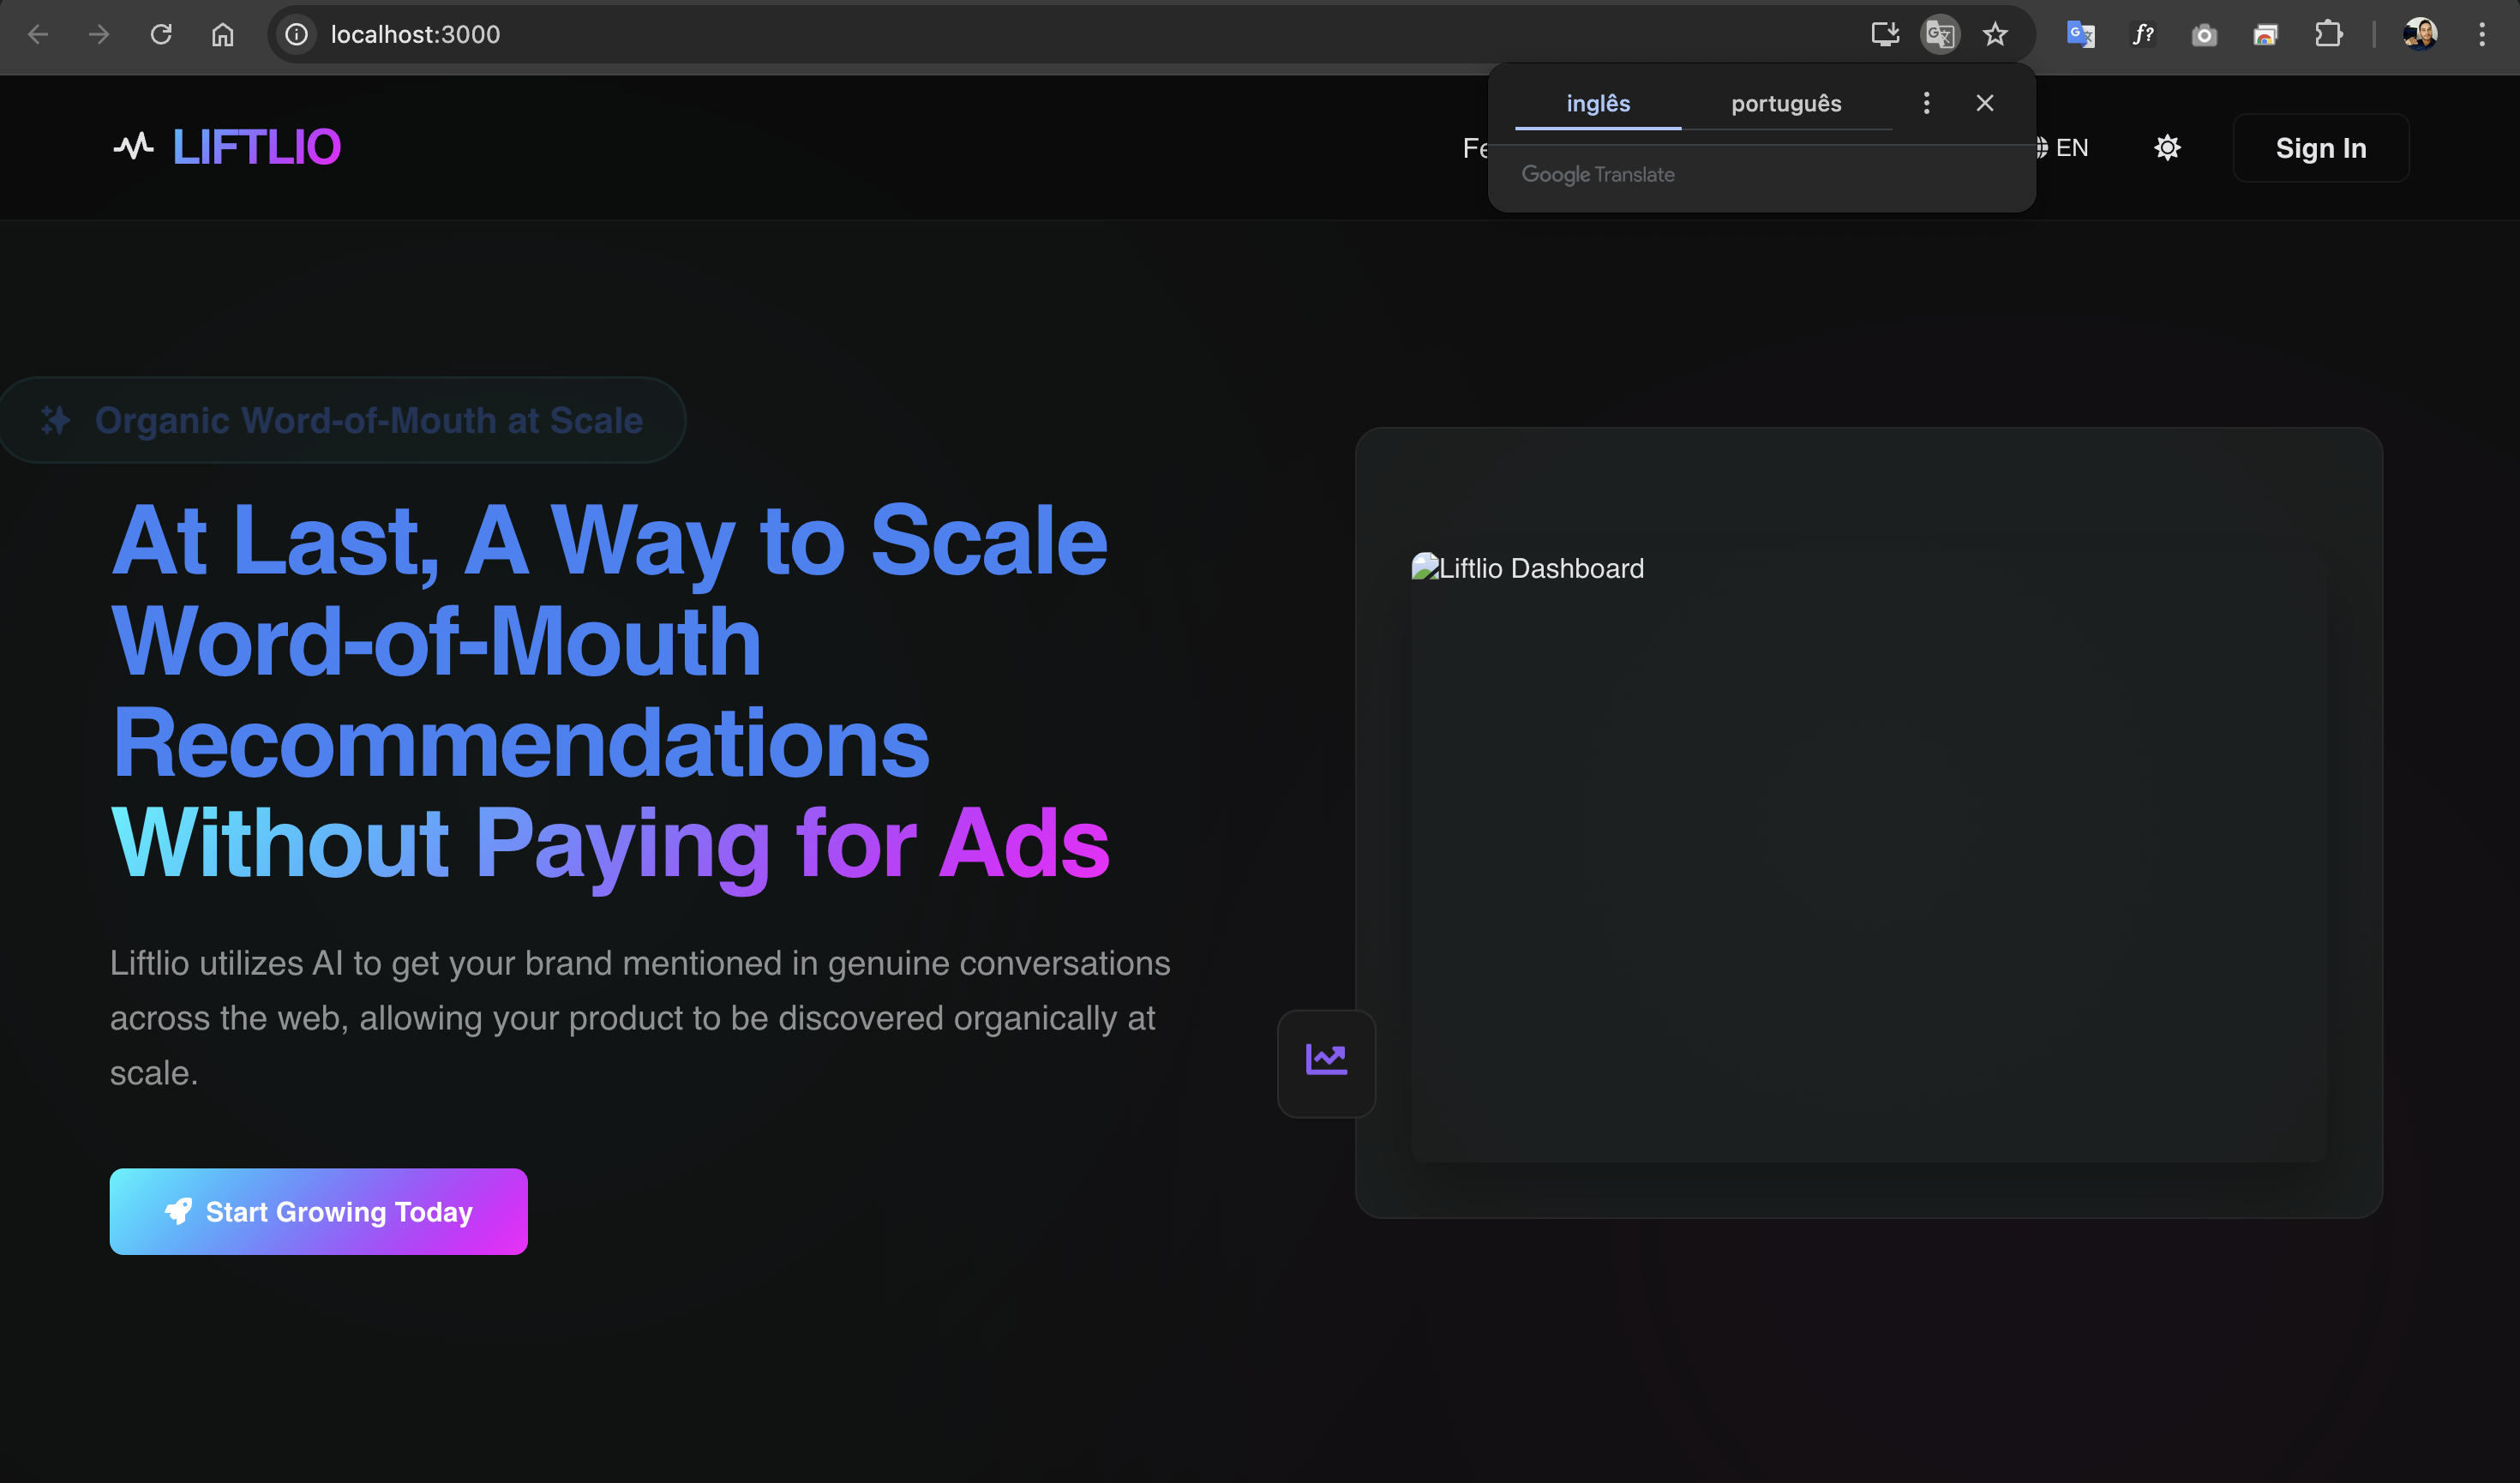 localhost:3000
inglês português
Google Translate
LIFTLIO
EN
Sign In
Organic Word-of-Mouth at Scale
At Last, A Way to Scale
Word-of-Mouth
Recommendations
Without Paying for Ads
Liftlio utilizes AI to get your brand mentioned in genuine conversations
across the web, allowing your product to be discovered organically at
scale.
Start Growing Today
Liftlio Dashboard